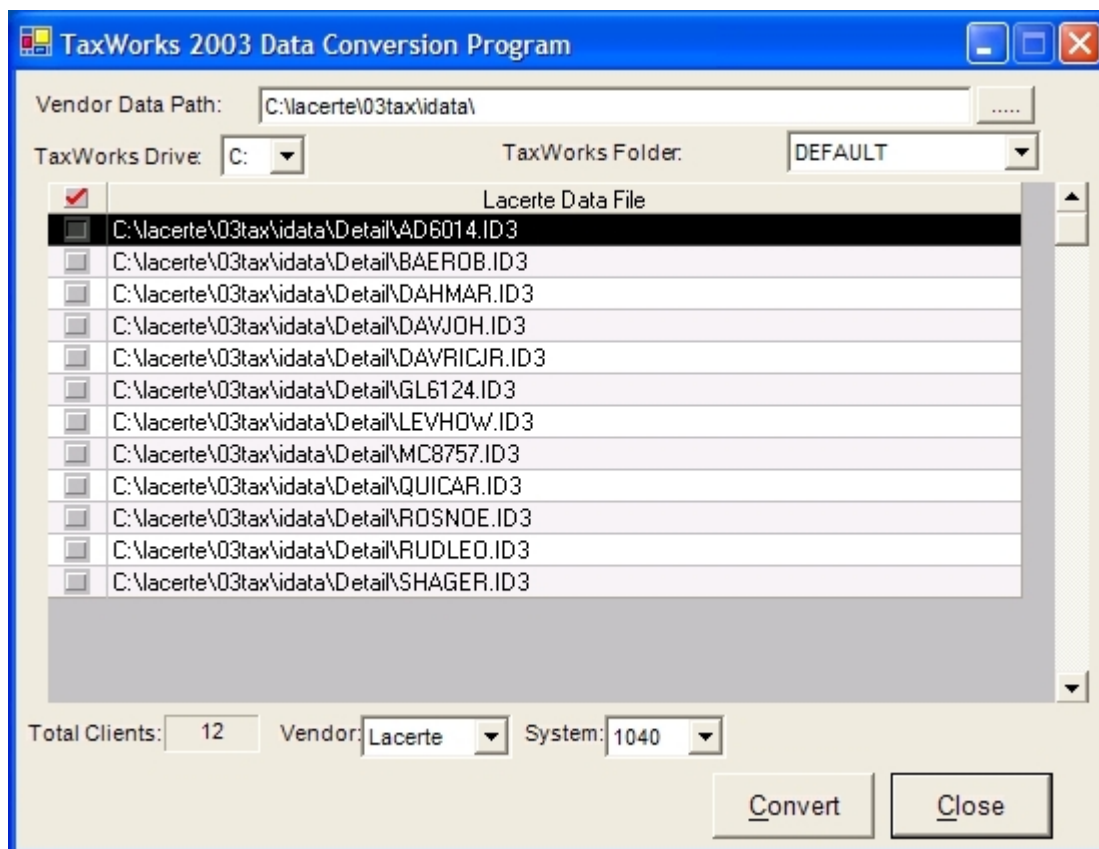 TaxWorks 2003 Data Conversion Program
Vendor Data Path: C:\lacerte\03tax\idata\ .....
TaxWorks Drive: C: TaxWorks Folder: DEFAULT
Lacerte Data File
C:\lacerte\03tax\idata\Detail\AD6014.ID3
C:\lacerte\03tax\idata\Detail\BAEROB.ID3
C:\lacerte\03tax\idata\Detail\DAHMAR.ID3
C:\lacerte\03tax\idata\Detail\DAVJOH.ID3
C:\lacerte\03tax\idata\Detail\DAVRICJR.ID3
C:\lacerte\03tax\idata\Detail\GL6124.ID3
C:\lacerte\03tax\idata\Detail\LEVHOW.ID3
C:\lacerte\03tax\idata\Detail\MC8757.ID3
C:\lacerte\03tax\idata\Detail\QUICAR.ID3
C:\lacerte\03tax\idata\Detail\ROSNOE.ID3
C:\lacerte\03tax\idata\Detail\RUDLEO.ID3
C:\lacerte\03tax\idata\Detail\SHAGER.ID3
Total Clients: 12 Vendor: Lacerte System: 1040
Convert Close